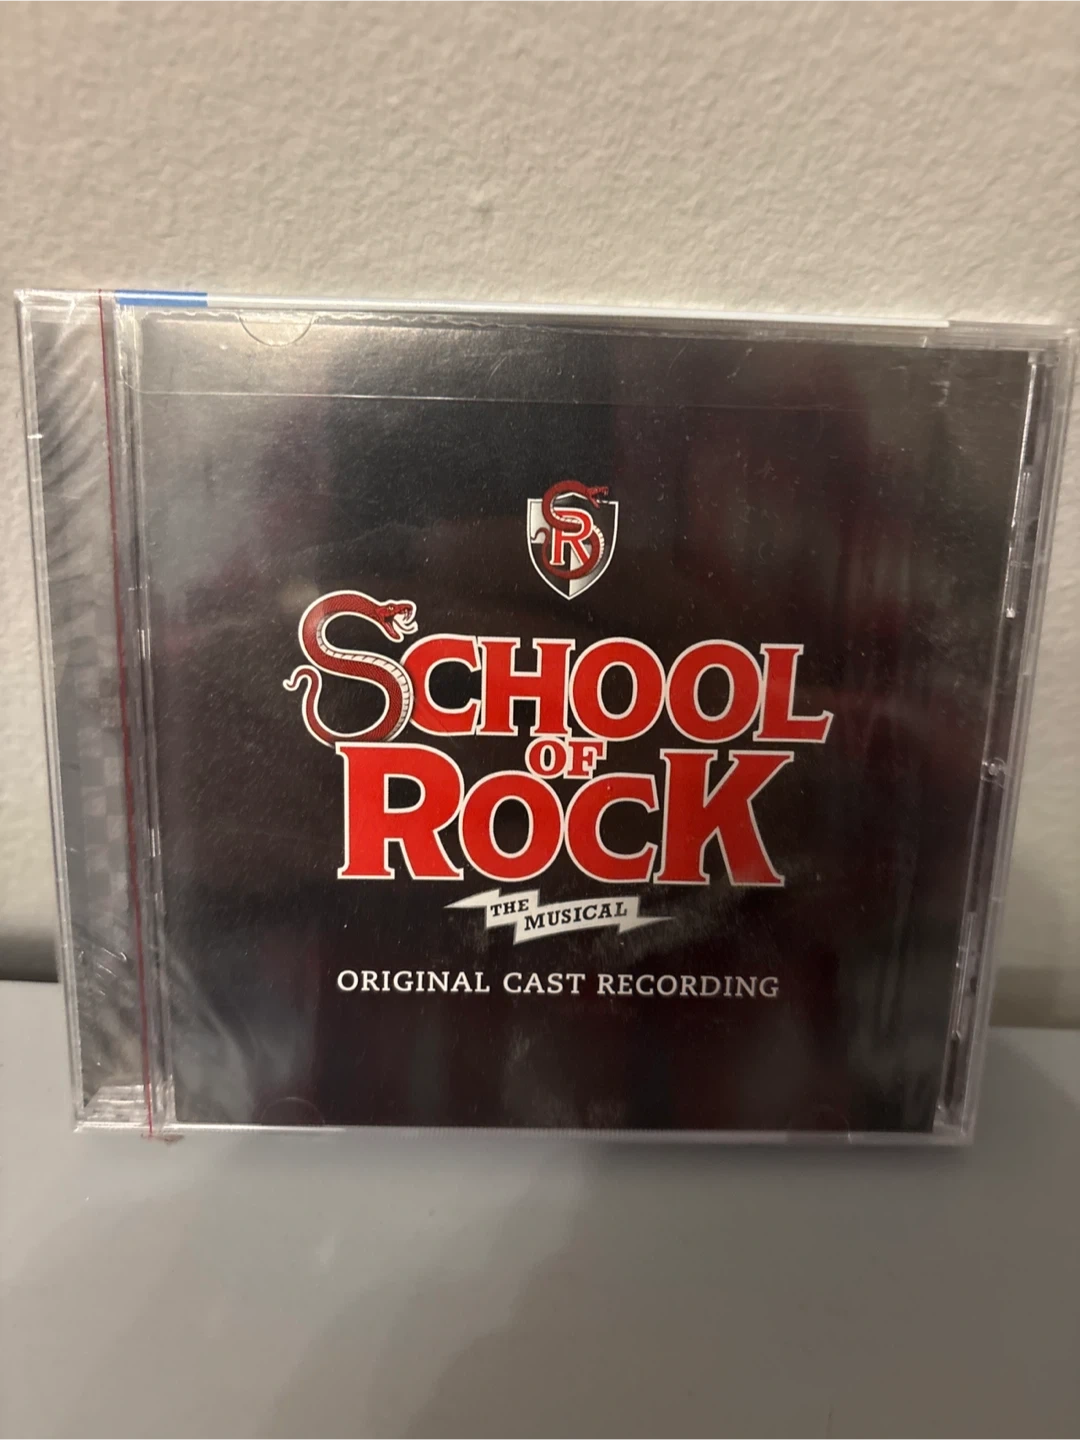 SR
SCHOOL
OF
ROCK
THE
MUSICAL
ORIGINAL CAST RECORDING